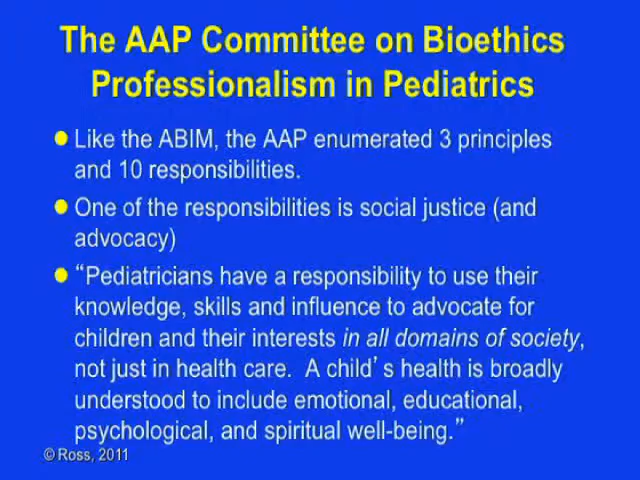 The AAP Committee on Bioethics
Professionalism in Pediatrics
Like the ABIM, the AAP enumerated 3 principles
and 10 responsibilities.
One of the responsibilities is social justice (and
advocacy)
“Pediatricians have a responsibility to use their
knowledge, skills and influence to advocate for
children and their interests in all domains of society,
not just in health care. A child’s health is broadly
understood to include emotional, educational,
psychological, and spiritual well-being.”
© Ross, 2011